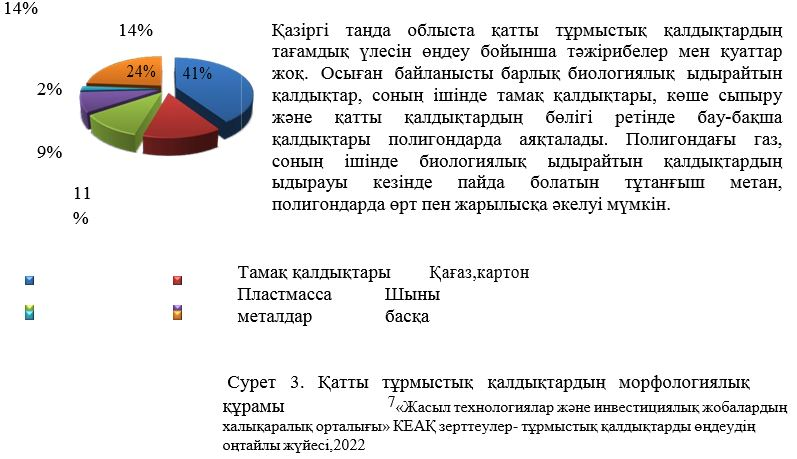 14%
14%
24%
41%
2%
9%
11
%
Қазіргі танда облыста қатты тұрмыстық қалдықтардың
тағамдық үлесін өндеу бойынша тәжірибелер мен қуаттар
жоқ. Осыған байланысты барлық биологиялық ыдырайтын
қалдықтар, соның ішінде тамақ қалдықтары, көше сыпыру
және қатты қалдықтардың бөлігі ретінде бау-бақша
қалдықтары полигондарда аяқталады. Полигондағы газ,
соның ішінде биологиялық ыдырайтын қалдықтардың
ыдырауы кезінде пайда болатын тұтанғыш метан,
полигондарда өрт пен жарылысқа әкелуі мүмкін.
Тамақ қалдықтары Қағаз,картон
Пластмасса Шыны
металдар басқа
Сурет 3. Қатты тұрмыстық қалдықтардың морфологиялық
құрамы 7«Жасыл технологиялар және инвестициялық жобалардың
халықаралық орталығы» КЕАҚ зерттеулер- тұрмыстық қалдықтарды өңдеудің
оңтайлы жүйесі,2022